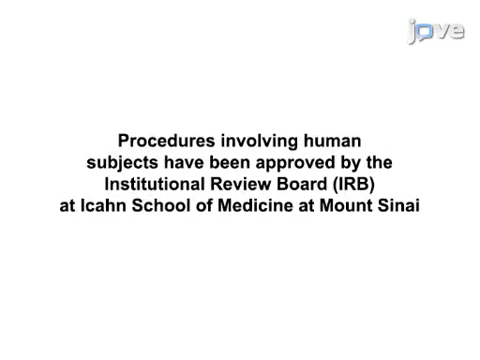 jove
Procedures involving human
subjects have been approved by the
Institutional Review Board (IRB)
at Icahn School of Medicine at Mount Sinai